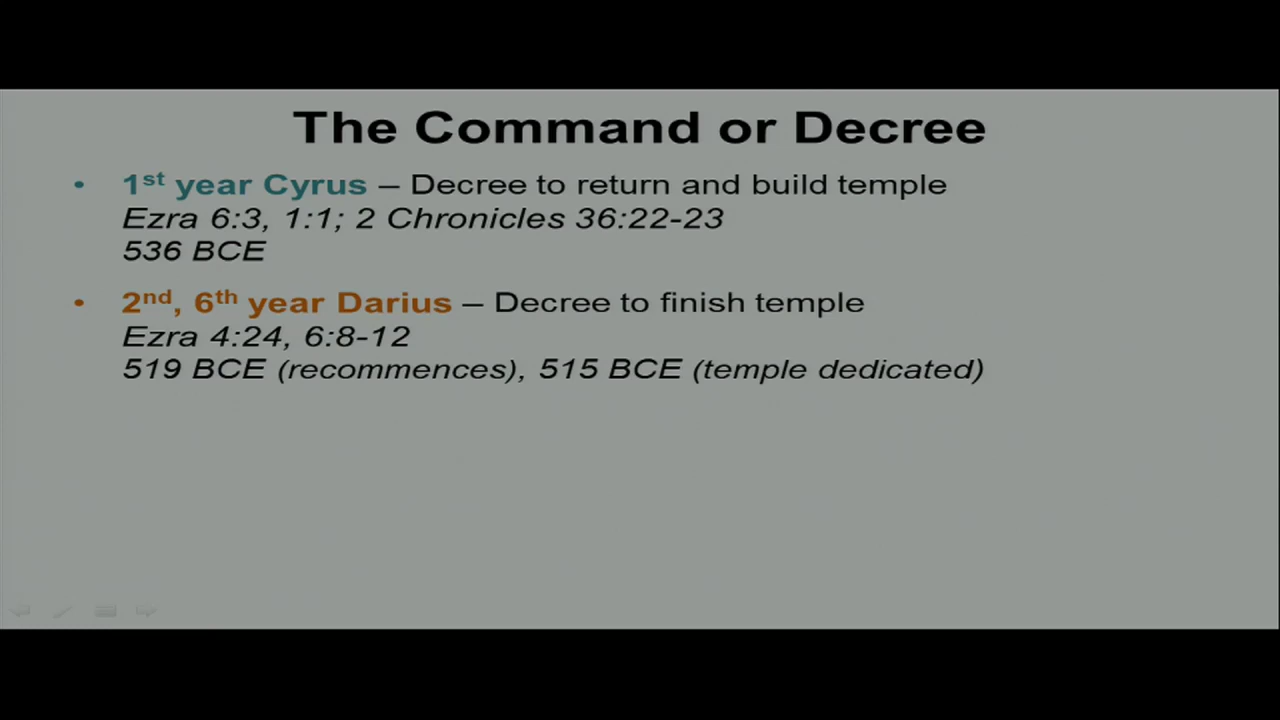 The Command or Decree
• 1st year Cyrus – Decree to return and build temple
Ezra 6:3, 1:1; 2 Chronicles 36:22-23
536 BCE
• 2nd, 6th year Darius – Decree to finish temple
Ezra 4:24, 6:8-12
519 BCE (recommences), 515 BCE (temple dedicated)